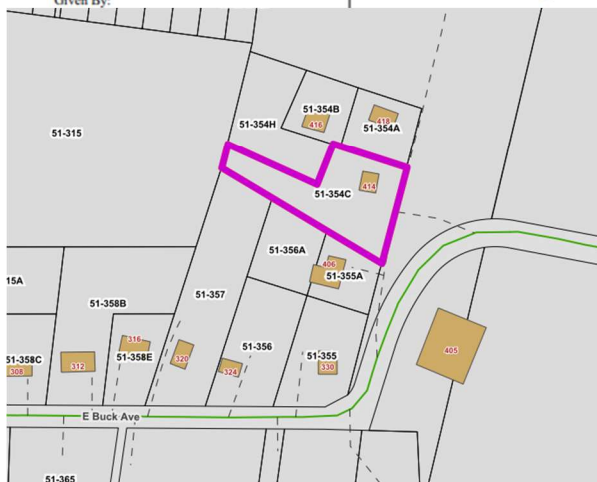 Given By:
51-354B
416
418
51-354A
51-354H
51-315
414
51-354C
51-356A
406
51-355A
15A
51-357
51-358B
316
405
51-358C
308
312
51-358E
320
51-356
324
51-355
330
E Buck Ave
51-365